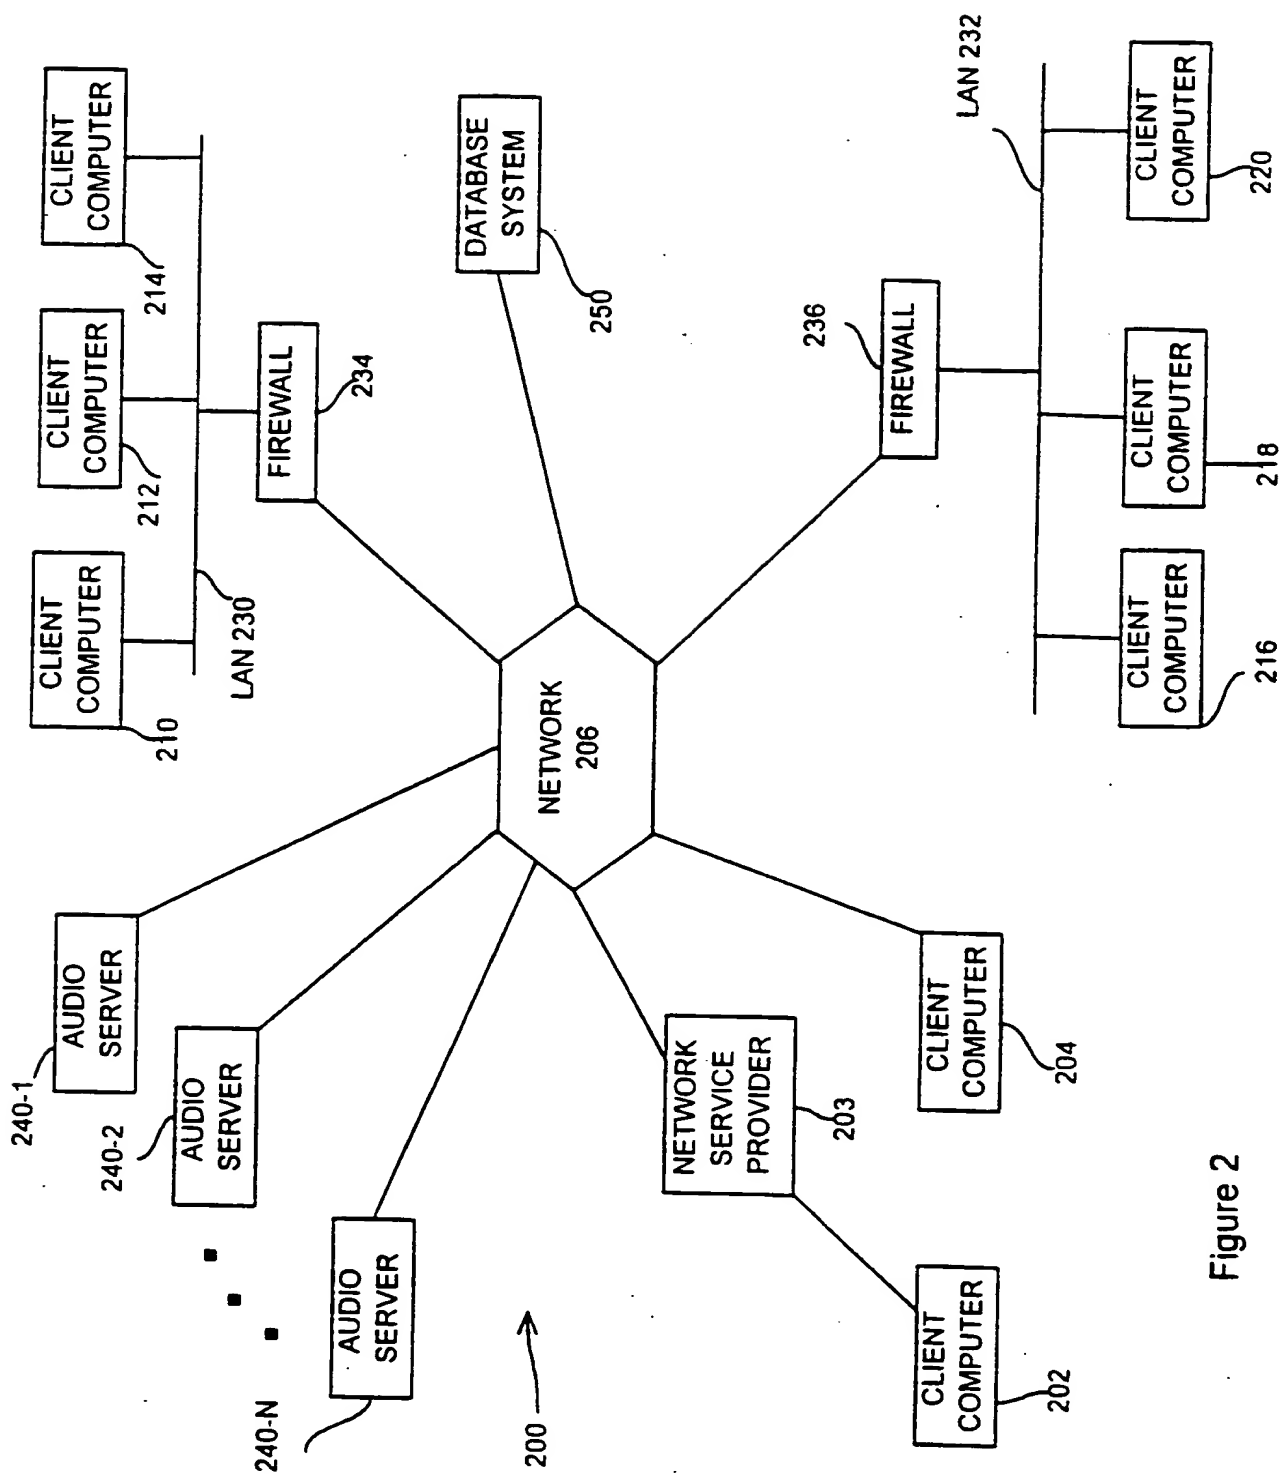 240-1
AUDIO
SERVER
240-2
AUDIO
SERVER
240-N
AUDIO
SERVER
200
CLIENT
COMPUTER
210
CLIENT
COMPUTER
212
CLIENT
COMPUTER
214
LAN 230
FIREWALL
234
DATABASE
SYSTEM
250
NETWORK
206
NETWORK
SERVICE
PROVIDER
203
CLIENT
COMPUTER
202
CLIENT
COMPUTER
204
236
FIREWALL
LAN 232
CLIENT
COMPUTER
216
CLIENT
COMPUTER
218
CLIENT
COMPUTER
220
Figure 2